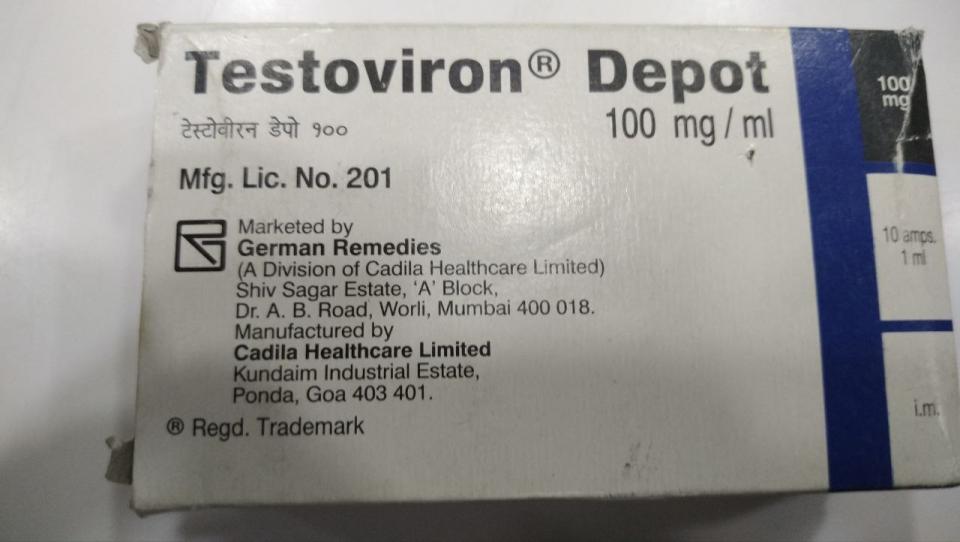 Testoviron® Depot
100 mg / ml
टेस्टोवीरन डेपो १००
Mfg. Lic. No. 201
Marketed by
German Remedies
(A Division of Cadila Healthcare Limited)
Shiv Sagar Estate, ‘A’ Block,
Dr. A. B. Road, Worli, Mumbai 400 018.
Manufactured by
Cadila Healthcare Limited
Kundaim Industrial Estate,
Ponda, Goa 403 401.
® Regd. Trademark
100
mg
10 amps.
1 ml
i.m.